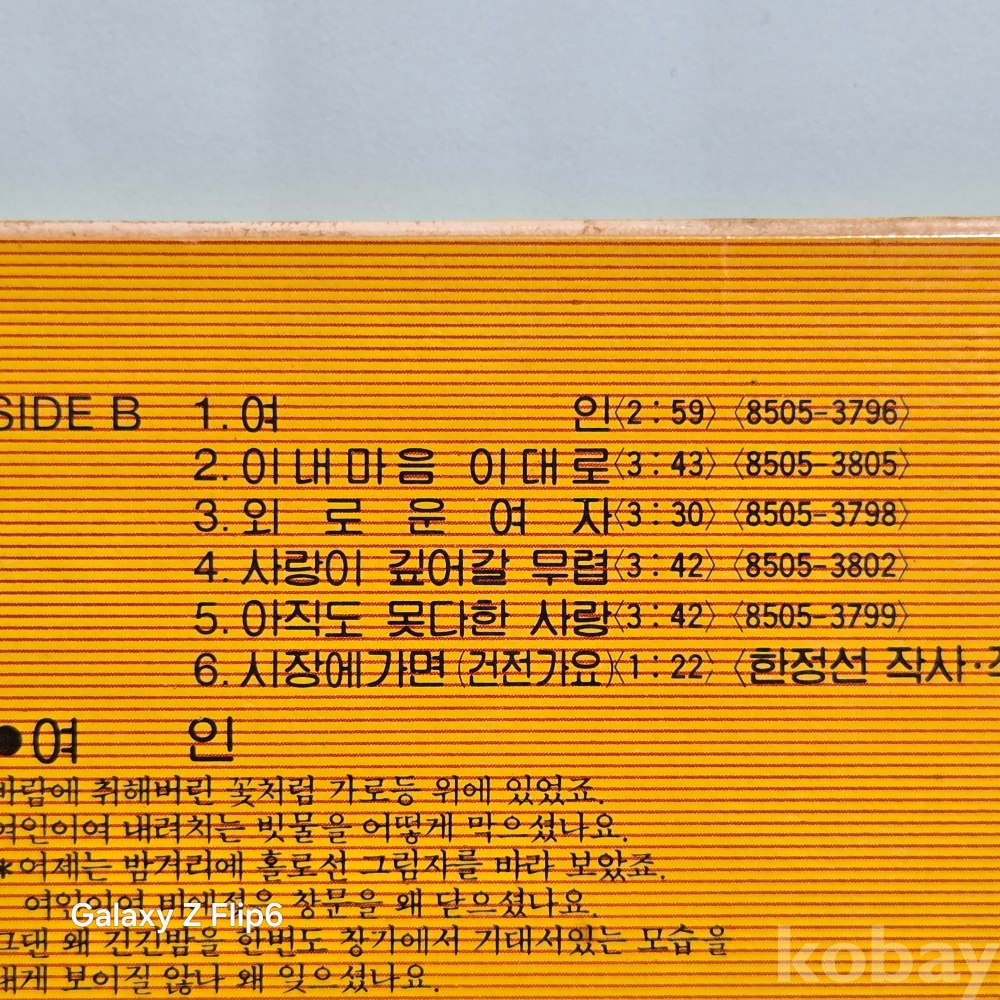 SIDE B 1. 여 인〈2:59〉〈8505-3796〉
2. 이내마음 이대로〈3:43〉〈8505-3805〉
3. 외 로 운 여 자〈3:30〉〈8505-3798〉
4. 사랑이 깊어갈 무렵〈3:42〉〈8505-3802〉
5. 아직도 못다한 사랑〈3:42〉〈8505-3799〉
6. 시장에가면 (건전가요)〈1:22〉〈한정선 작사·
●여 인
바람에 취해버린 꽃처럼 가로등 위에 있었죠.
여인이여 내려치는 빗물을 어떻게 막으셨나요.
*어제는 밤거리에 홀로선 그림자를 바라 보았죠.
여인이여 창문을 왜 닫으셨나요.
그댄 왜 긴긴밤을 한번도 창가에서 기대서있는 모습을
내게 보이질 않나 왜 잊으셨나요.
Galaxy Z Flip6
kobay